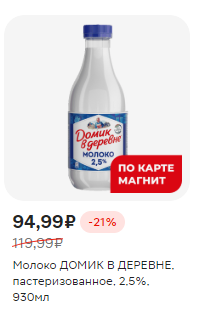 Домик
в деревне
МОЛОКО
2,5%
ПО КАРТЕ
МАГНИТ
94,99₽ -21%
119,99₽
Молоко ДОМИК В ДЕРЕВНЕ,
пастеризованное, 2,5%,
930мл